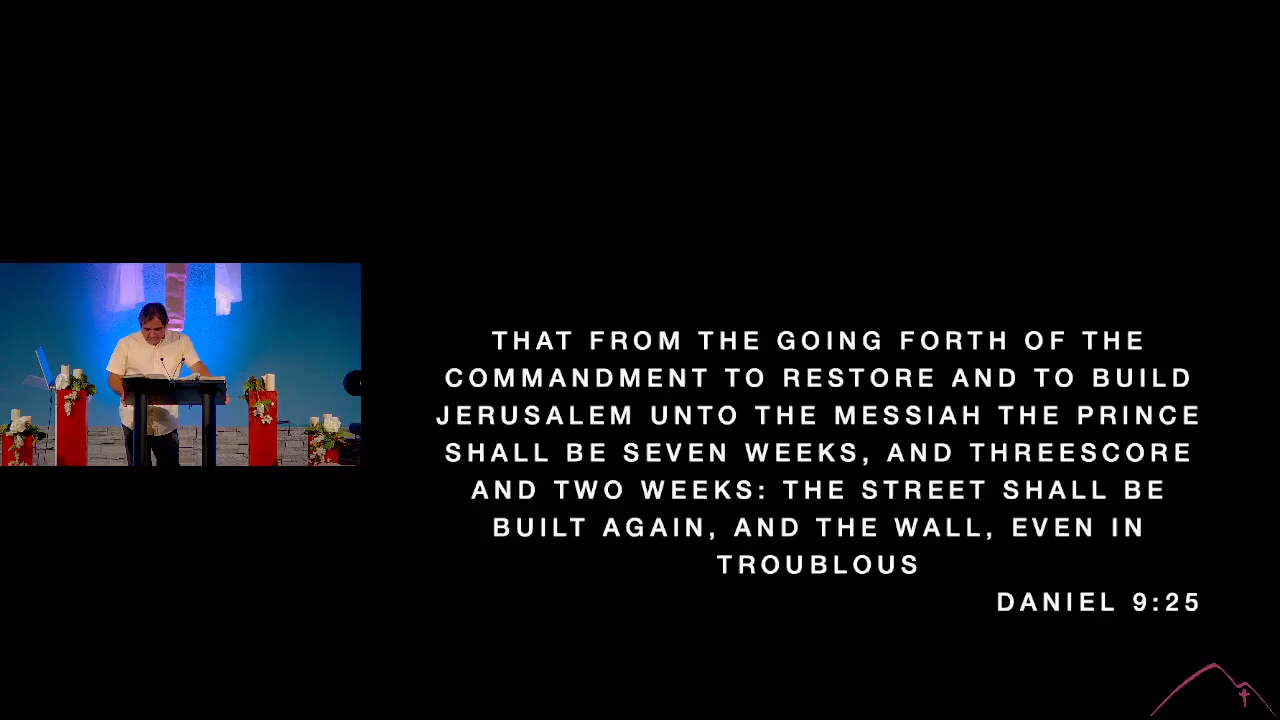 THAT FROM THE GOING FORTH OF THE
COMMANDMENT TO RESTORE AND TO BUILD
JERUSALEM UNTO THE MESSIAH THE PRINCE
SHALL BE SEVEN WEEKS, AND THREESCORE
AND TWO WEEKS: THE STREET SHALL BE
BUILT AGAIN, AND THE WALL, EVEN IN
TROUBLOUS
DANIEL 9:25